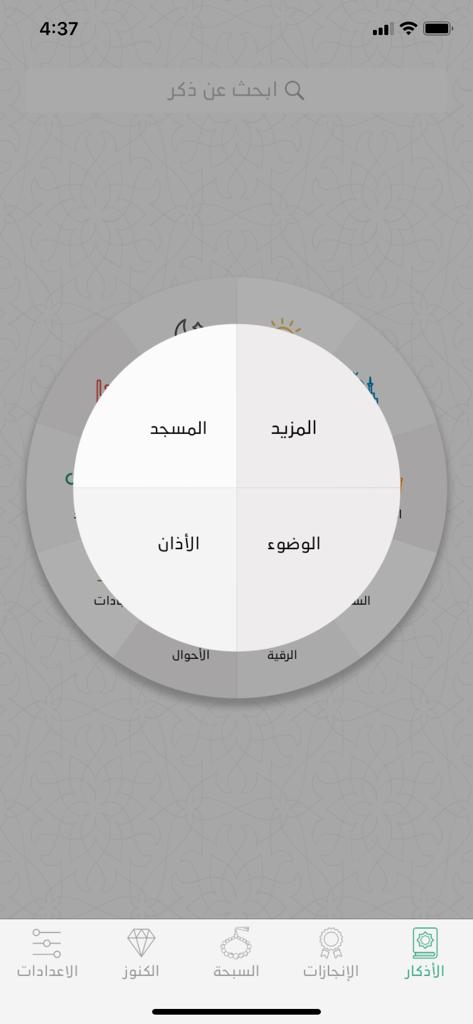 4:37
ابحث عن ذكر
المزيد
المسجد
الوضوء
الأذان
الرقية
الأحوال
الأذكار
الإنجازات
السبحة
الكنوز
الاعدادات